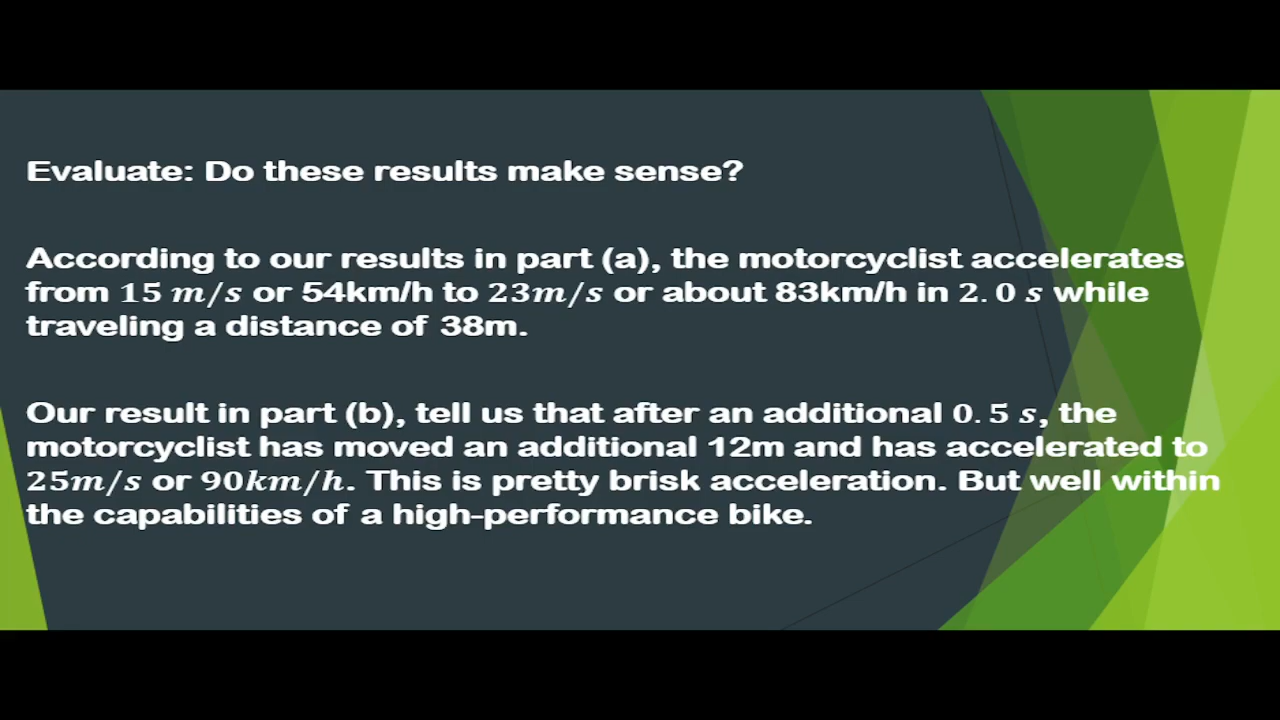 Evaluate: Do these results make sense?
According to our results in part (a), the motorcyclist accelerates
from 15 m/s or 54km/h to 23m/s or about 83km/h in 2.0 s while
traveling a distance of 38m.
Our result in part (b), tell us that after an additional 0.5 s, the
motorcyclist has moved an additional 12m and has accelerated to
25m/s or 90km/h. This is pretty brisk acceleration. But well within
the capabilities of a high-performance bike.